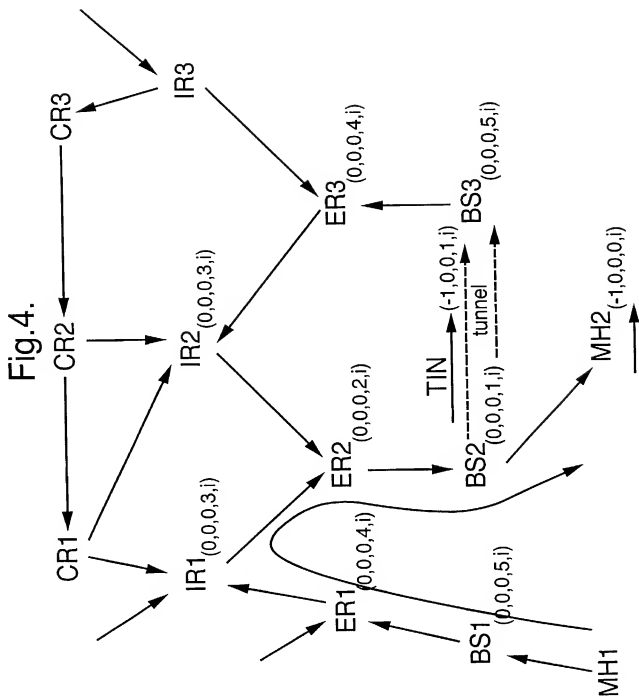 Fig.4.
CR1
CR2
CR3
IR1(0,0,0,3,i)
IR2(0,0,0,3,i)
IR3
ER1(0,0,0,4,i)
ER2(0,0,0,2,i)
ER3(0,0,0,4,i)
TIN (-1,0,0,1,i)
tunnel
BS1(0,0,0,5,i)
BS2(0,0,0,1,i)
BS3(0,0,0,5,i)
MH1
MH2(-1,0,0,0,i)